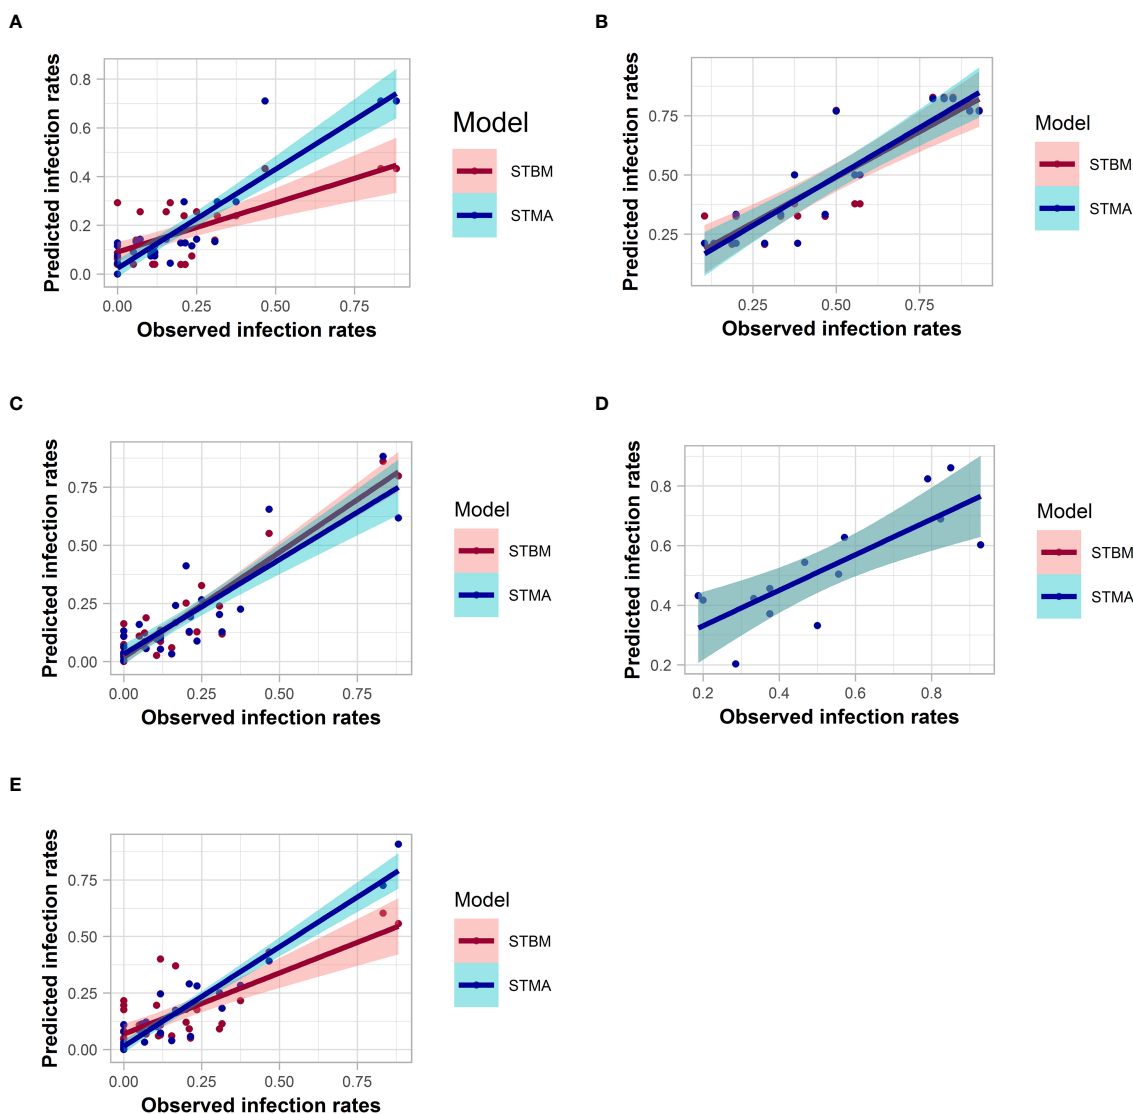 A
Predicted infection rates
0.8
0.6
0.4
0.2
0.0
0.00 0.25 0.50 0.75
Observed infection rates
Model
STBM
STMA
B
Predicted infection rates
0.75
0.50
0.25
0.25 0.50 0.75
Observed infection rates
Model
STBM
STMA
C
Predicted infection rates
0.75
0.50
0.25
0.00
0.00 0.25 0.50 0.75
Observed infection rates
Model
STBM
STMA
D
Predicted infection rates
0.8
0.6
0.4
0.2
0.2 0.4 0.6 0.8
Observed infection rates
Model
STBM
STMA
E
Predicted infection rates
0.75
0.50
0.25
0.00
0.00 0.25 0.50 0.75
Observed infection rates
Model
STBM
STMA